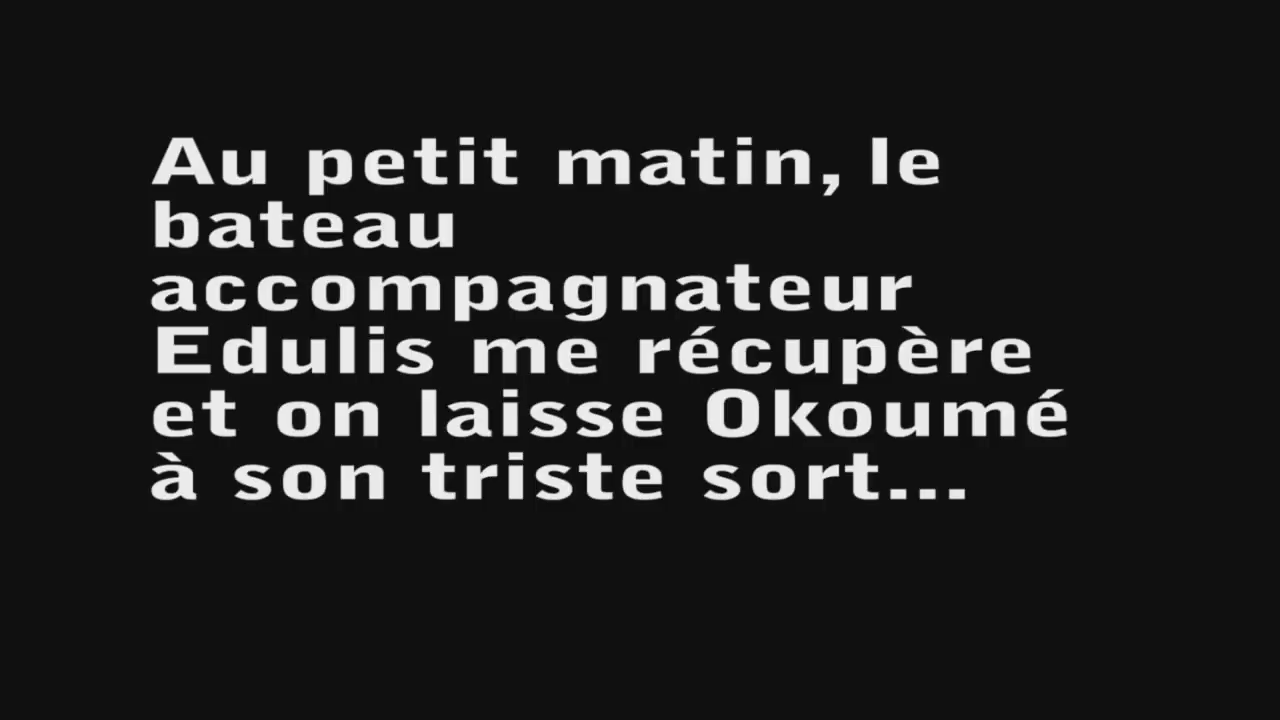 Au petit matin, le
bateau
accompagnateur
Edulis me récupère
et on laisse Okoumé
à son triste sort...